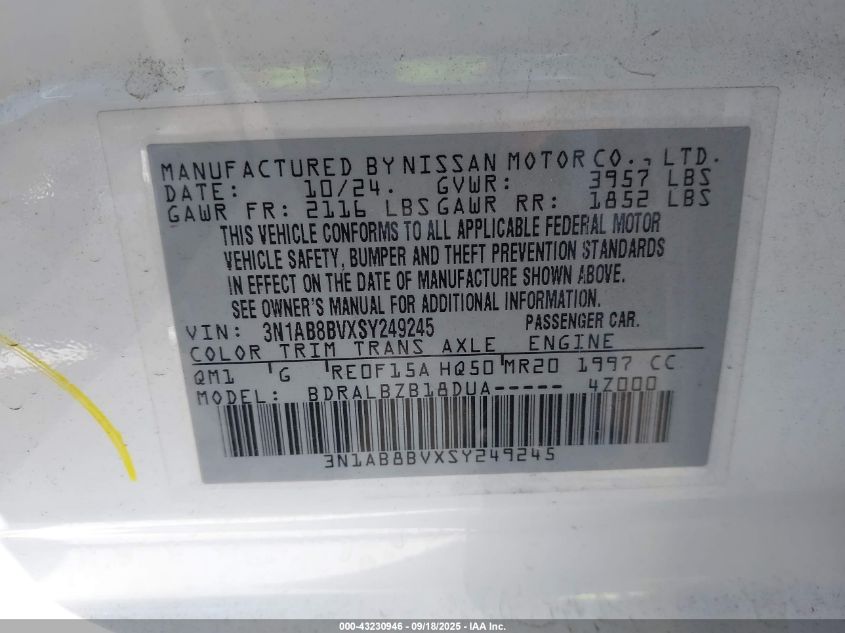 MANUFACTURED BY NISSAN MOTOR CO., LTD.
DATE: 10/24. GVWR: 3957 LBS
GAWR FR: 2116 LBS GAWR RR: 1852 LBS
THIS VEHICLE CONFORMS TO ALL APPLICABLE FEDERAL MOTOR
VEHICLE SAFETY, BUMPER AND THEFT PREVENTION STANDARDS
IN EFFECT ON THE DATE OF MANUFACTURE SHOWN ABOVE.
SEE OWNER'S MANUAL FOR ADDITIONAL INFORMATION.
VIN: 3N1AB8BVXSY249245 PASSENGER CAR.
COLOR TRIM TRANS AXLE ENGINE
QM1 G RE0F15A HQ50 MR20 1997 CC
MODEL: BDRALBZB18DUA----- 4Z000
3N1AB8BVXSY249245
000-43230946 - 09/18/2025 - IAA Inc.